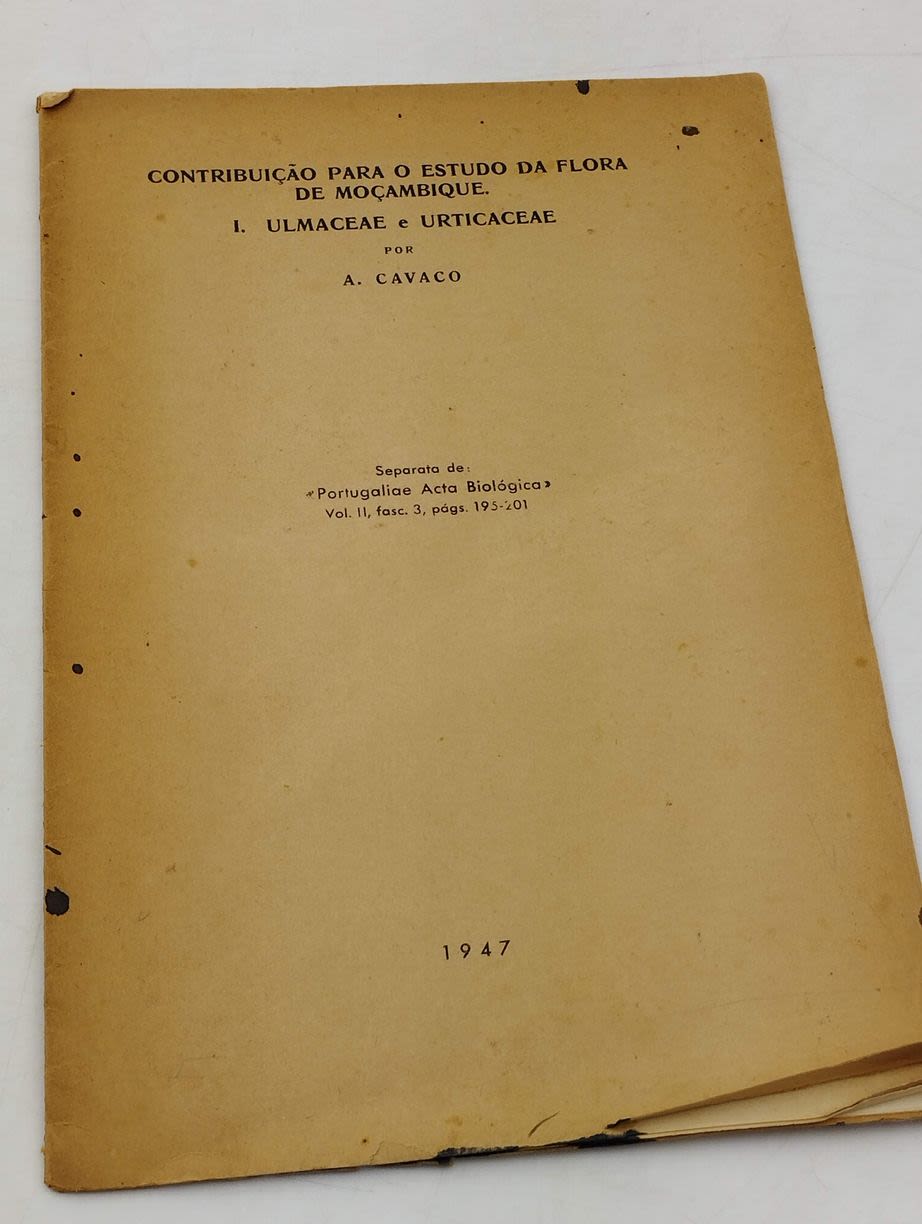 CONTRIBUIÇÃO PARA O ESTUDO DA FLORA
DE MOÇAMBIQUE.
I. ULMACEAE e URTICACEAE
POR
A. CAVACO
Separata de:
«Portugaliae Acta Biológica»
Vol. II, fasc. 3, págs. 195-201
1947